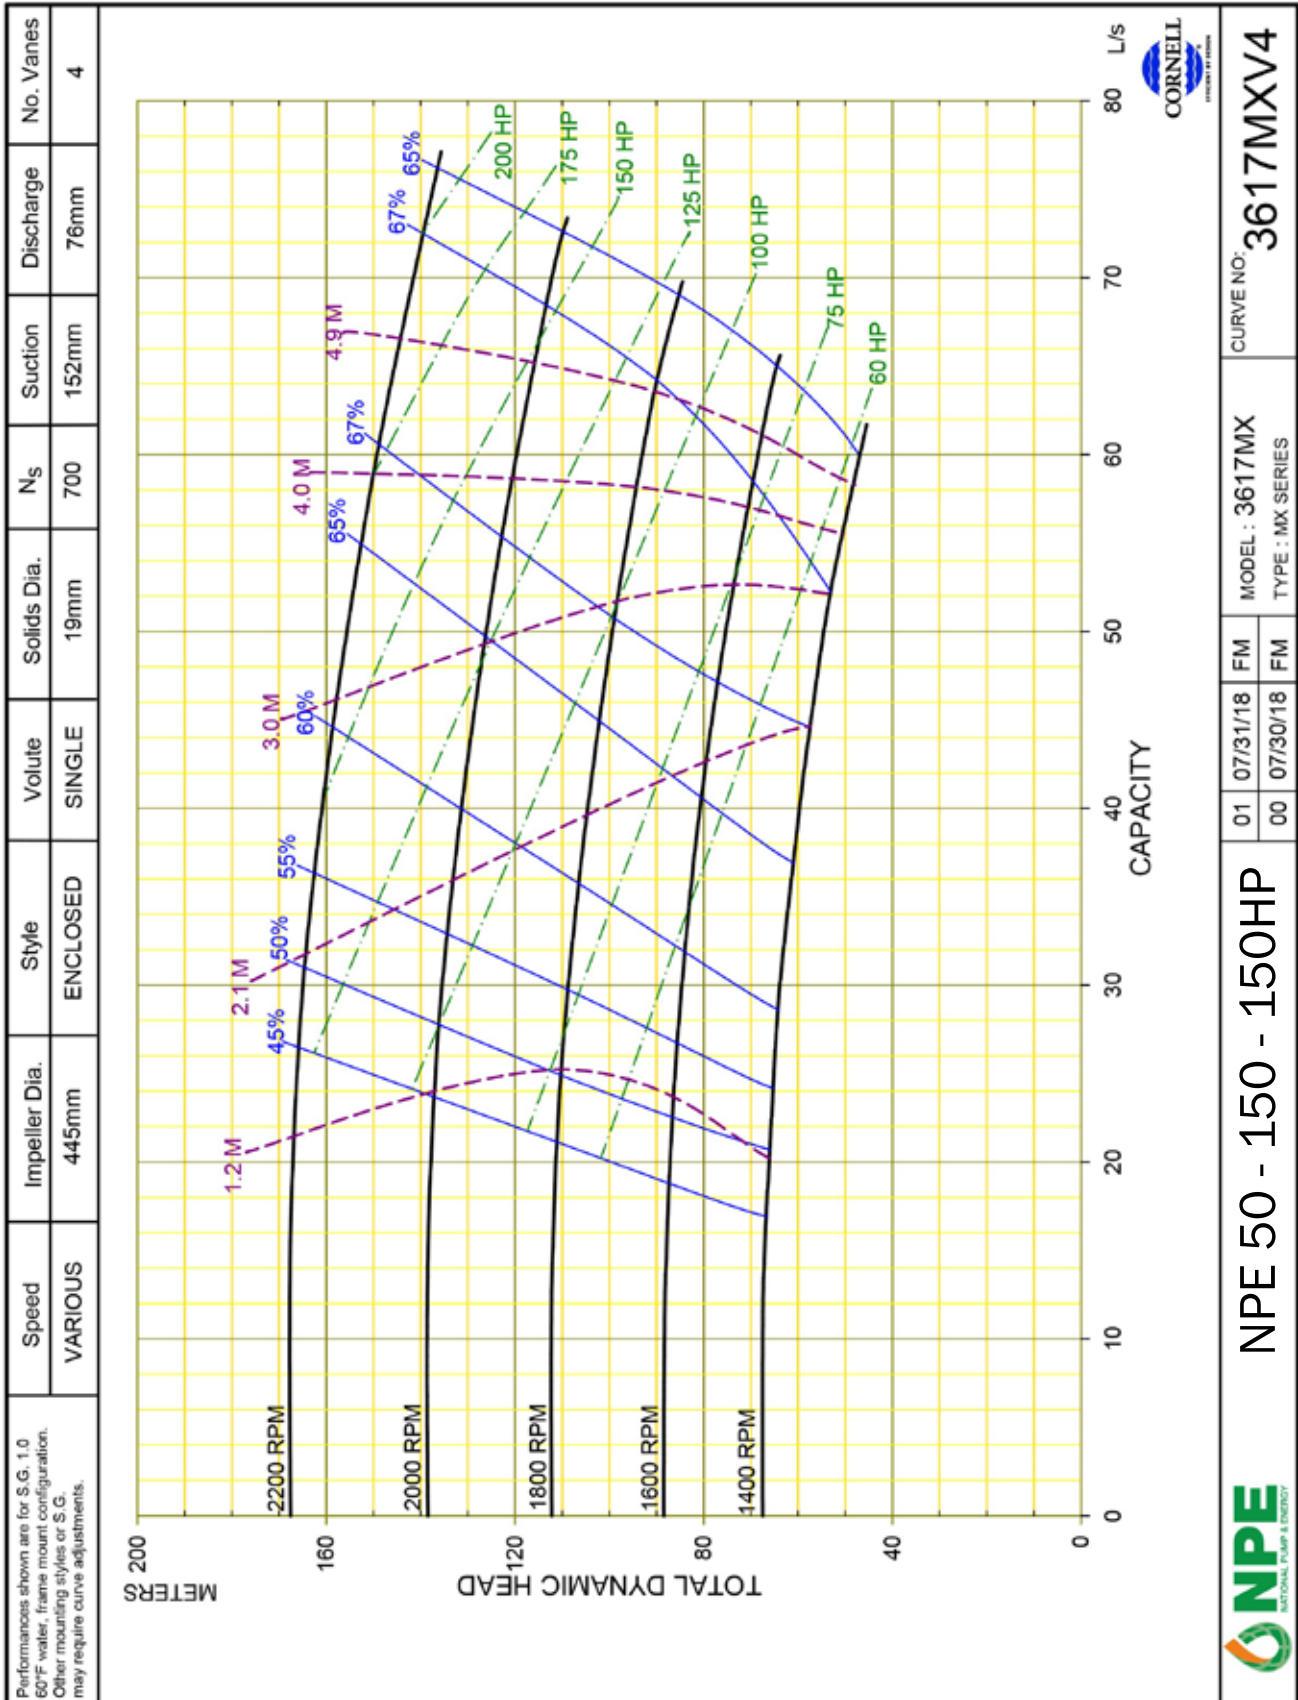 Performances shown are for S.G. 1.0
60°F water, frame mount configuration.
Other mounting styles or S.G.
may require curve adjustments.
Speed Impeller Dia. Style Volute Solids Dia. Ns Suction Discharge No. Vanes
VARIOUS 445mm ENCLOSED SINGLE 19mm 700 152mm 76mm 4
METERS
TOTAL DYNAMIC HEAD
200
160
120
80
40
0
2200 RPM
2000 RPM
1800 RPM
1600 RPM
1400 RPM
1.2 M
2.1 M
3.0 M
4.0 M
4.9 M
45%
50%
55%
60%
65%
67%
67%
65%
200 HP
175 HP
150 HP
125 HP
100 HP
75 HP
60 HP
0 10 20 30 40 50 60 70 80 L/s
CAPACITY
CORNELL
EFFICIENT BY DESIGN
NPE
NATIONAL PUMP & ENERGY
NPE 50 - 150 - 150HP
01 07/31/18 FM
00 07/30/18 FM
MODEL : 3617MX
TYPE : MX SERIES
CURVE NO:
3617MXV4